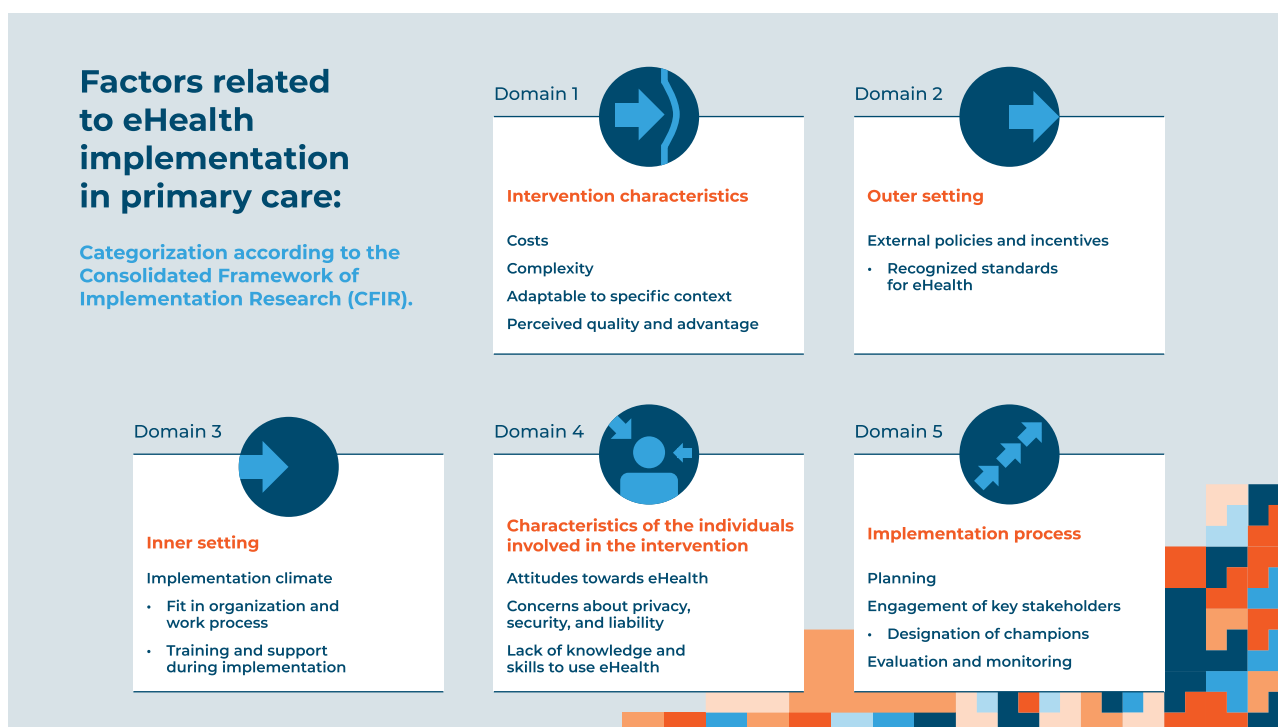 Factors related
to eHealth
implementation
in primary care:
Categorization according to the
Consolidated Framework of
Implementation Research (CFIR).
Domain 1
Intervention characteristics
Costs
Complexity
Adaptable to specific context
Perceived quality and advantage
Domain 2
Outer setting
External policies and incentives
• Recognized standards
for eHealth
Domain 3
Inner setting
Implementation climate
• Fit in organization and
work process
• Training and support
during implementation
Domain 4
Characteristics of the individuals
involved in the intervention
Attitudes towards eHealth
Concerns about privacy,
security, and liability
Lack of knowledge and
skills to use eHealth
Domain 5
Implementation process
Planning
Engagement of key stakeholders
• Designation of champions
Evaluation and monitoring